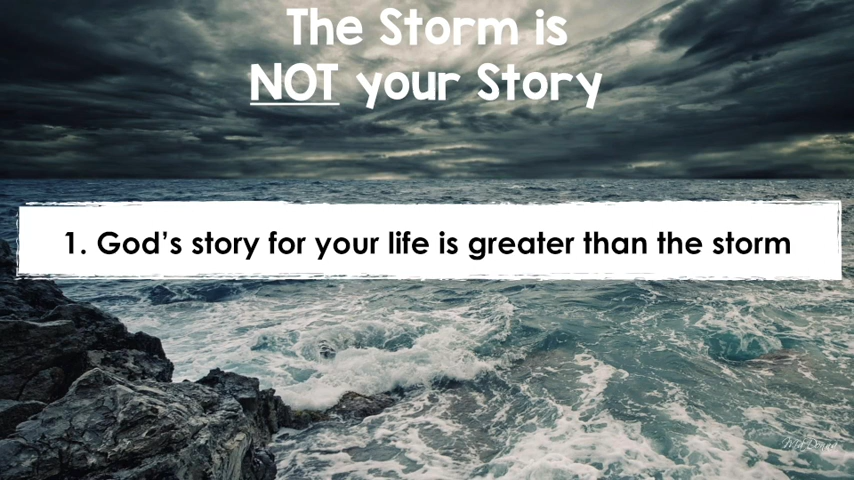 The Storm is
NOT your Story
1. God’s story for your life is greater than the storm